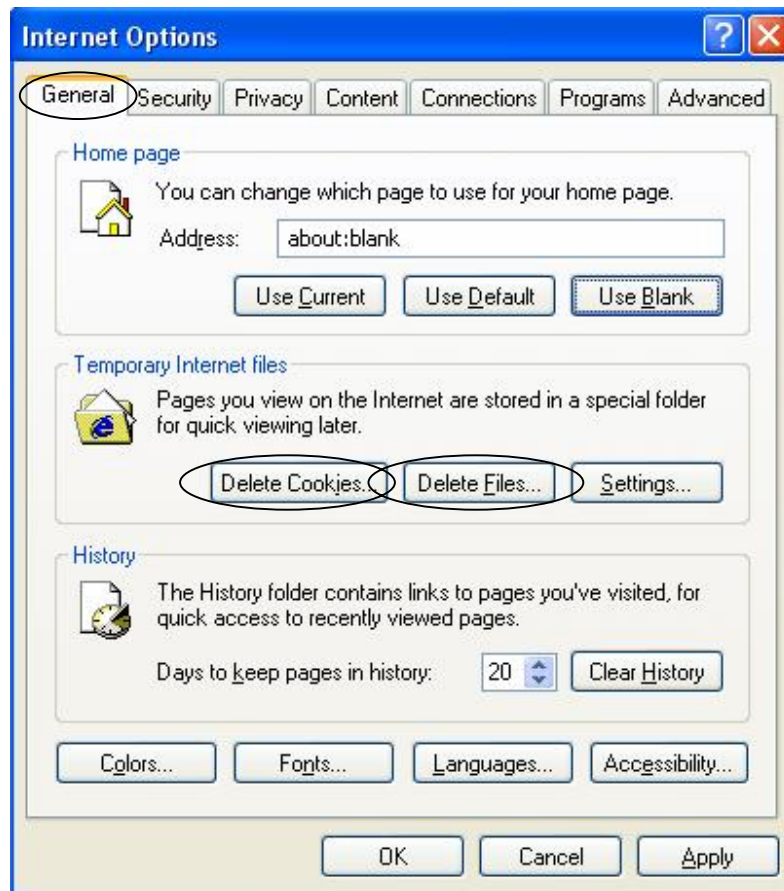 Internet Options
General Security Privacy Content Connections Programs Advanced
Home page
You can change which page to use for your home page.
Address: about:blank
Use Current Use Default Use Blank
Temporary Internet files
Pages you view on the Internet are stored in a special folder
for quick viewing later.
Delete Cookies... Delete Files... Settings...
History
The History folder contains links to pages you've visited, for
quick access to recently viewed pages.
Days to keep pages in history: 20 Clear History
Colors... Fonts... Languages... Accessibility...
OK Cancel Apply